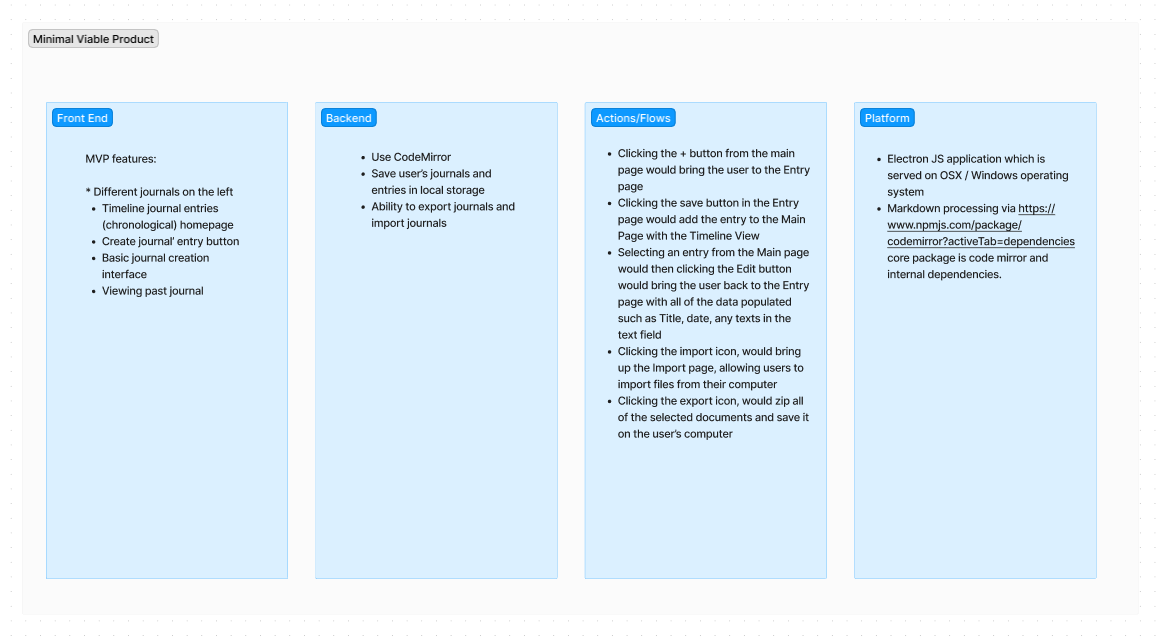 Minimal Viable Product
Front End
MVP features:
* Different journals on the left
• Timeline journal entries
(chronological) homepage
• Create journal' entry button
• Basic journal creation
interface
• Viewing past journal
Backend
• Use CodeMirror
• Save user's journals and
entries in local storage
• Ability to export journals and
import journals
Actions/Flows
• Clicking the + button from the main
page would bring the user to the Entry
page
• Clicking the save button in the Entry
page would add the entry to the Main
Page with the Timeline View
• Selecting an entry from the Main page
would then clicking the Edit button
would bring the user back to the Entry
page with all of the data populated
such as Title, date, any texts in the
text field
• Clicking the import icon, would bring
up the Import page, allowing users to
import files from their computer
• Clicking the export icon, would zip all
of the selected documents and save it
on the user's computer
Platform
• Electron JS application which is
served on OSX / Windows operating
system
• Markdown processing via https://
www.npmjs.com/package/
codemirror?activeTab=dependencies
core package is code mirror and
internal dependencies.